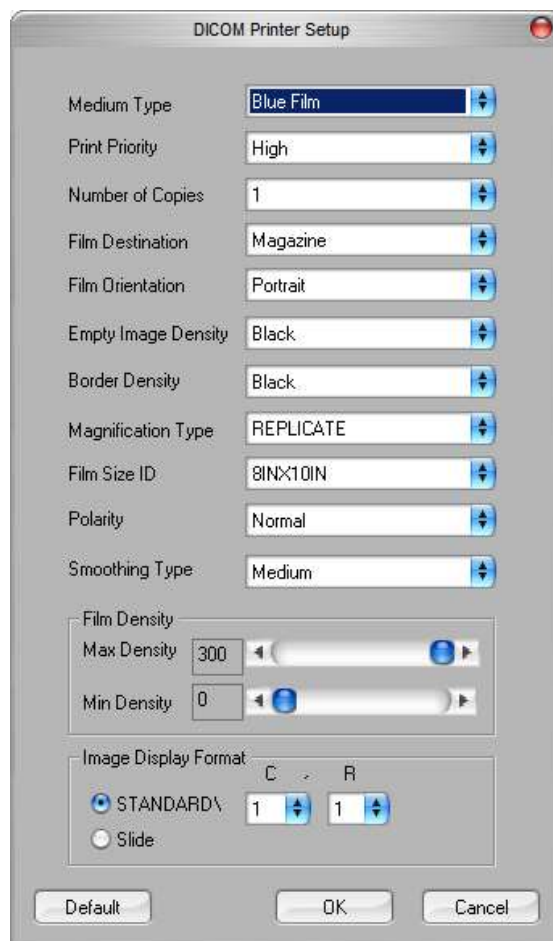 DICOM Printer Setup
Medium Type Blue Film
Print Priority High
Number of Copies 1
Film Destination Magazine
Film Orientation Portrait
Empty Image Density Black
Border Density Black
Magnification Type REPLICATE
Film Size ID 8INX10IN
Polarity Normal
Smoothing Type Medium
Film Density
Max Density 300
Min Density 0
Image Display Format
C , R
STANDARD\ 1 1
Slide
Default OK Cancel